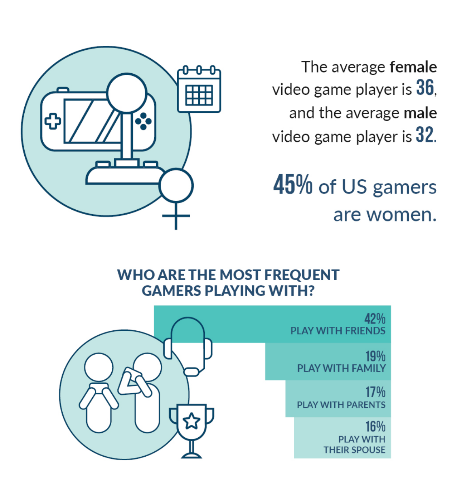 The average female
video game player is 36,
and the average male
video game player is 32.
45% of US gamers
are women.
WHO ARE THE MOST FREQUENT
GAMERS PLAYING WITH?
42%
PLAY WITH FRIENDS
19%
PLAY WITH FAMILY
17%
PLAY WITH PARENTS
16%
PLAY WITH
THEIR SPOUSE